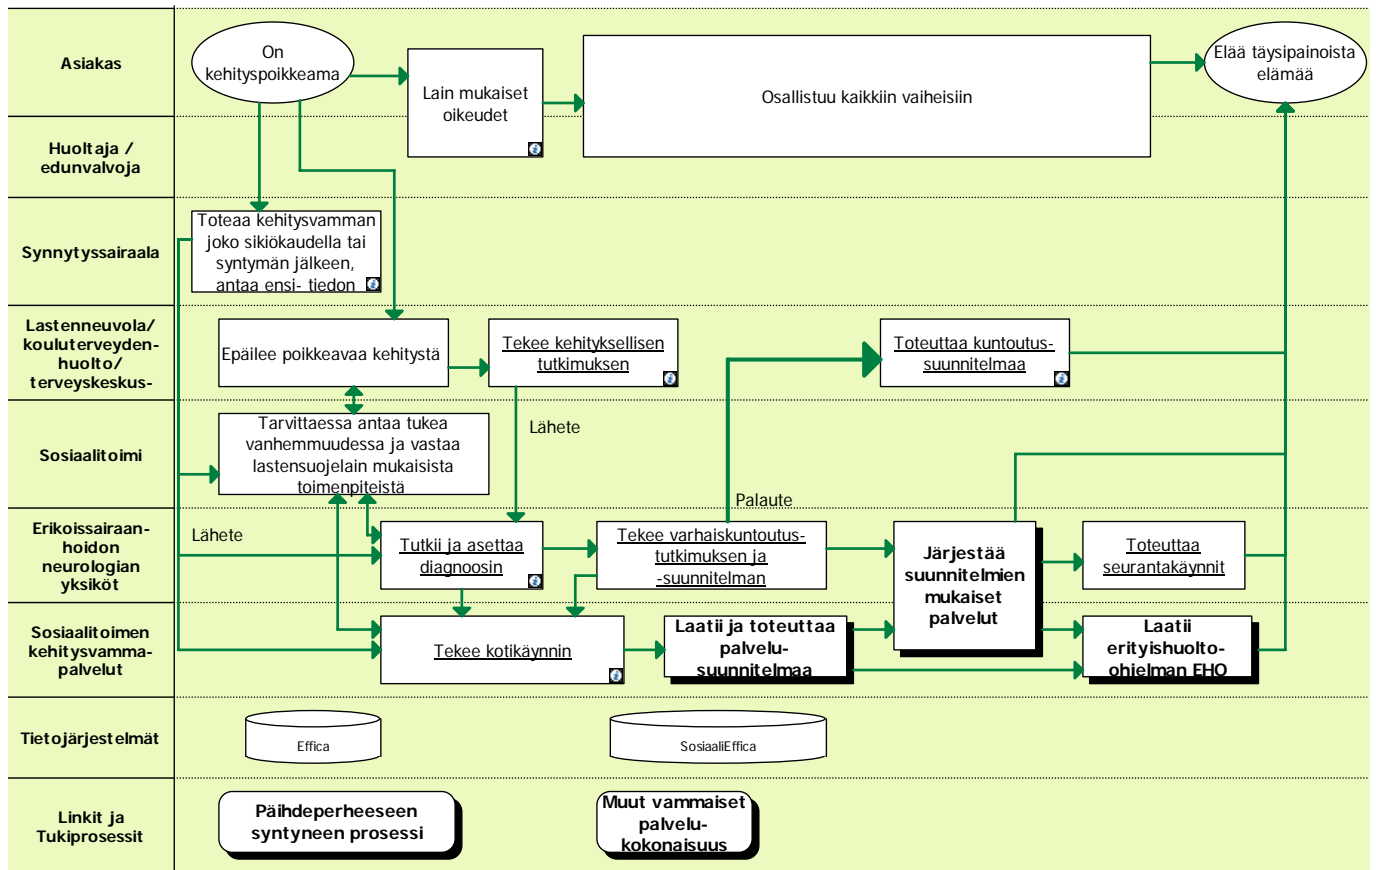 Asiakas
On
kehityspoikkeama
Lain mukaiset
oikeudet
Osallistuu kaikkiin vaiheisiin
Elää täysipainoista
elämää
Huoltaja /
edunvalvoja
Synnytyssairaala
Toteaa kehitysvamman
joko sikiökaudella tai
syntymän jälkeen,
antaa ensi- tiedon
Lastenneuvola/
kouluterveyden-
huolto/
terveyskeskus-
Epäilee poikkeavaa kehitystä
Tekee kehityksellisen
tutkimuksen
Toteuttaa kuntoutus-
suunnitelmaa
Sosiaalitoimi
Tarvittaessa antaa tukea
vanhemmuudessa ja vastaa
lastensuojelain mukaisista
toimenpiteistä
Lähete
Palaute
Erikoissairaan-
hoidon
neurologian
yksiköt
Lähete
Tutkii ja asettaa
diagnoosin
Tekee varhaiskuntoutus-
tutkimuksen ja
-suunnitelman
Järjestää
suunnitelmien
mukaiset
palvelut
Toteuttaa
seurantakäynnit
Sosiaalitoimen
kehitysvamma-
palvelut
Tekee kotikäynnin
Laatii ja toteuttaa
palvelu-
suunnitelmaa
Laatii
erityishuolto-
ohjelman EHO
Tietojärjestelmät
Effica
SosiaaliEffica
Linkit ja
Tukiprosessit
Päihdeperheeseen
syntyneen prosessi
Muut vammaiset
palvelu-
kokonaisuus